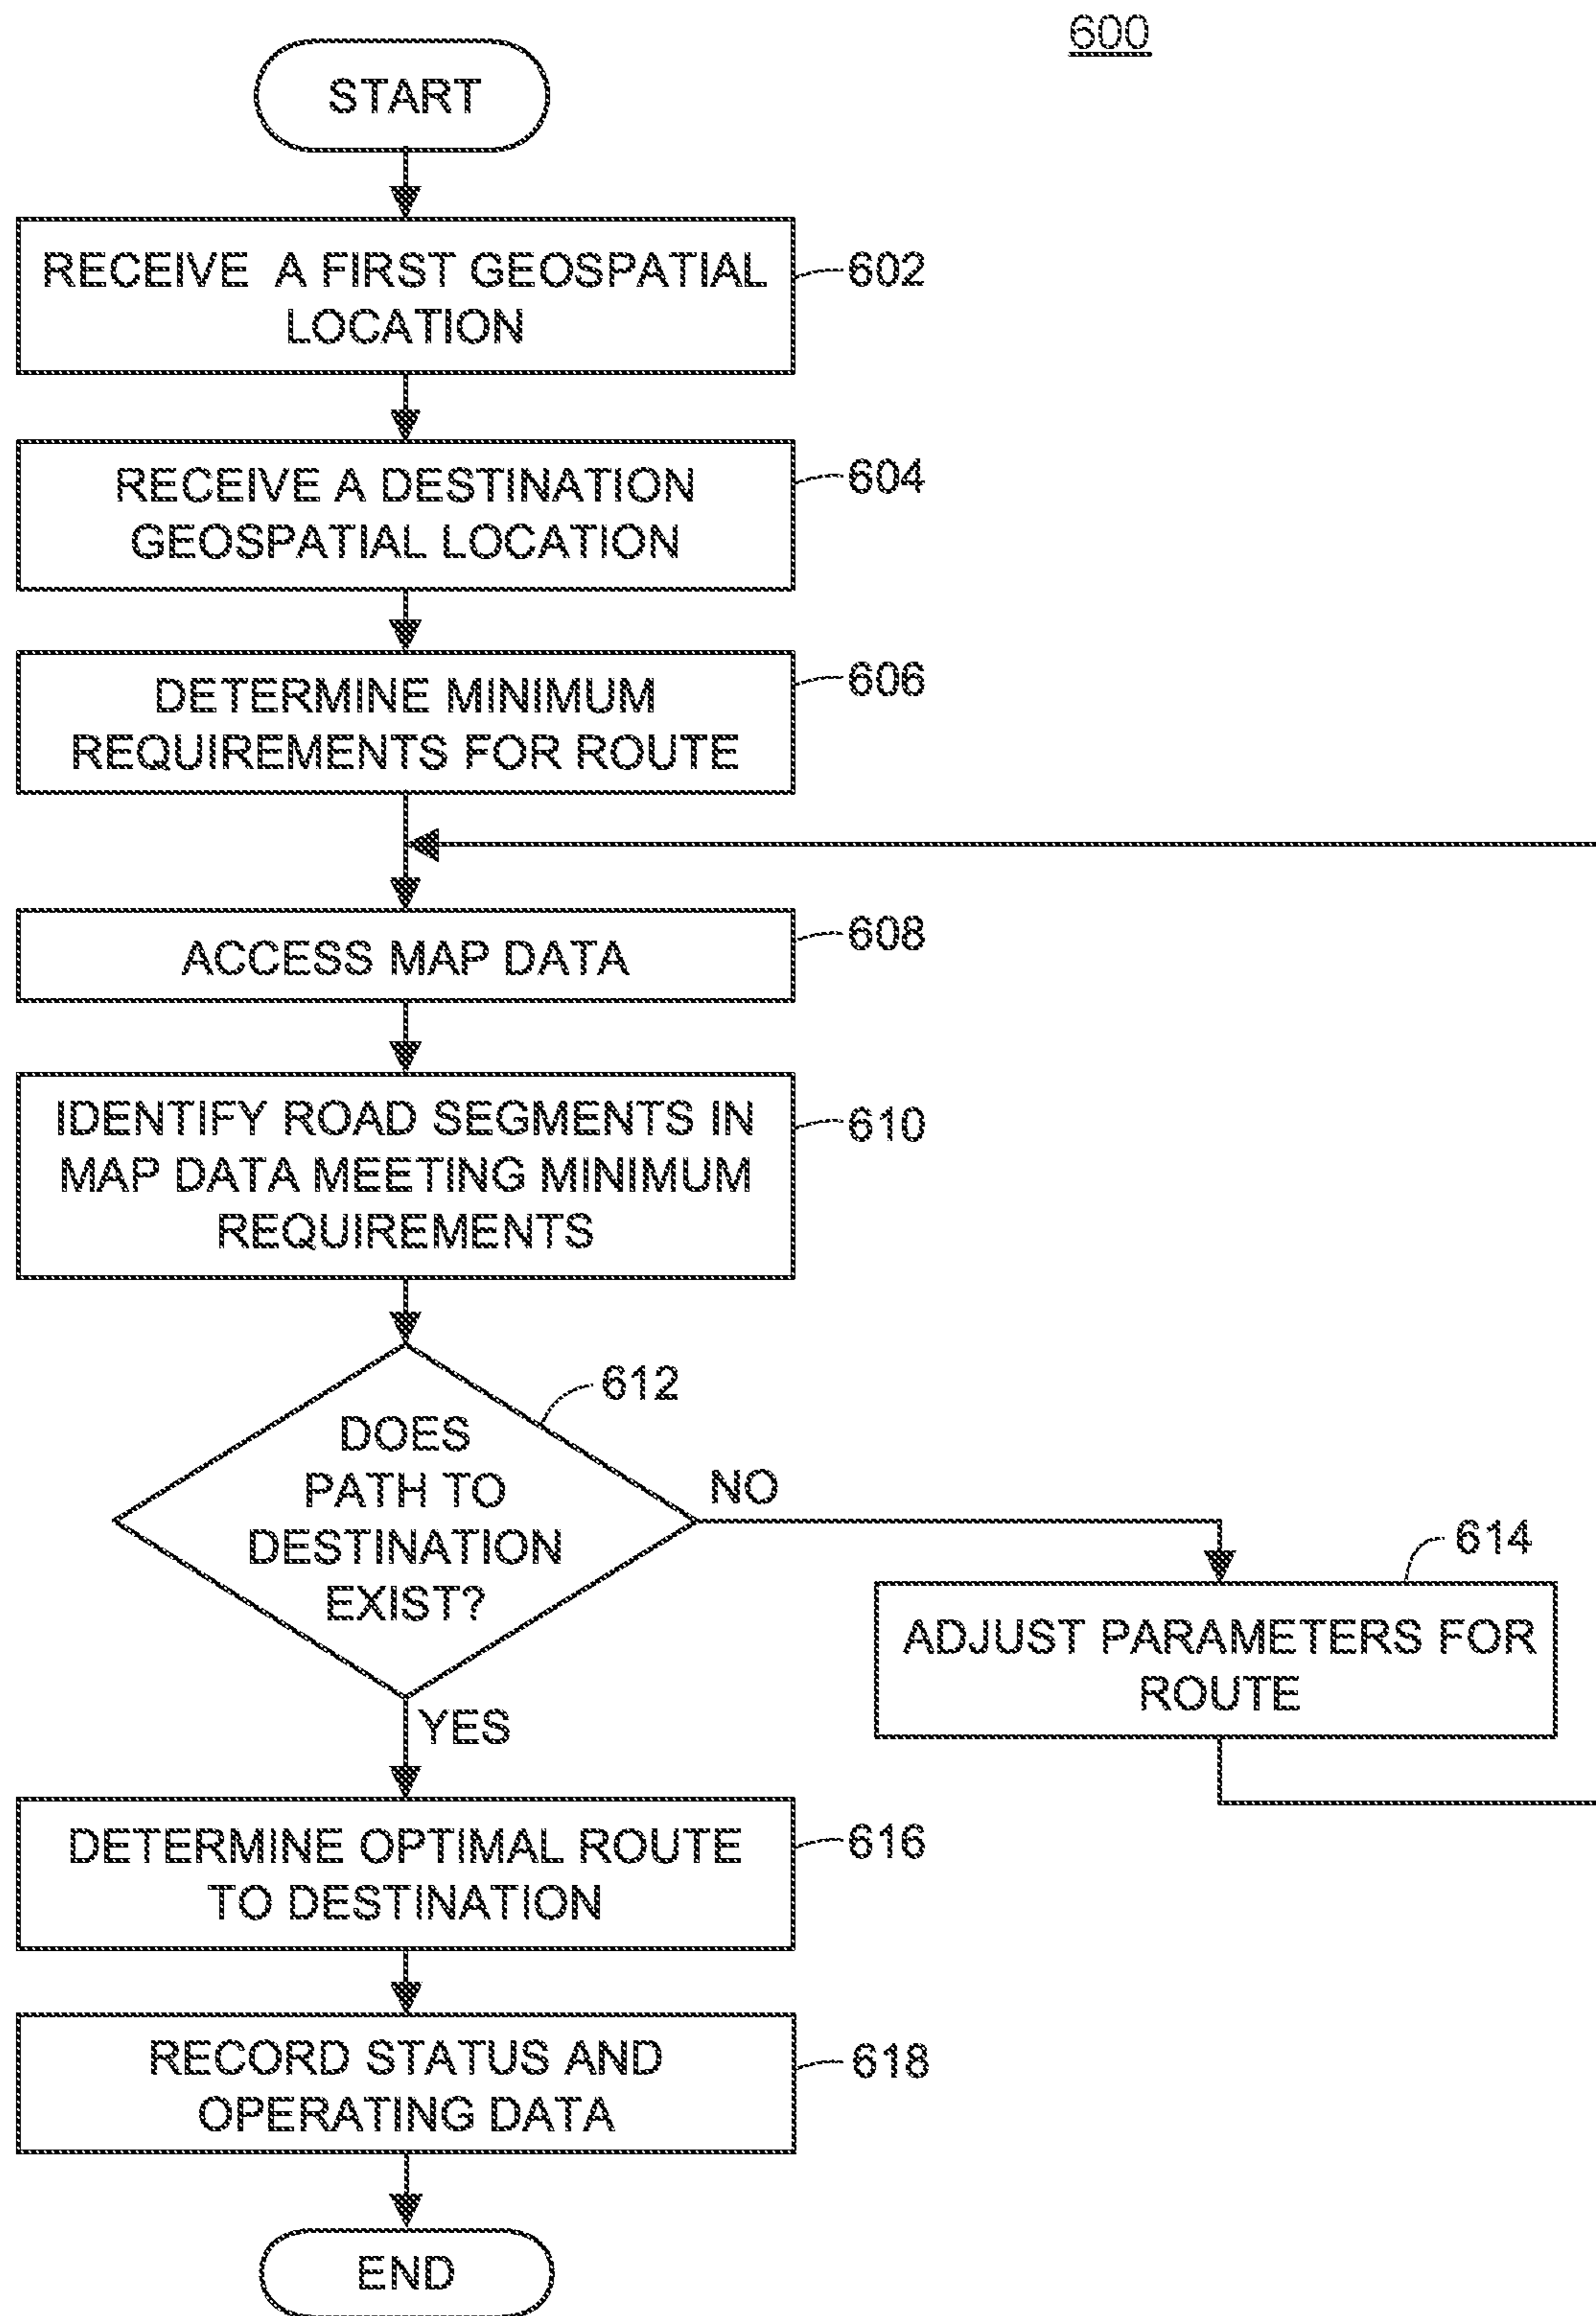 600
START
RECEIVE A FIRST GEOSPATIAL
LOCATION
602
RECEIVE A DESTINATION
GEOSPATIAL LOCATION
604
DETERMINE MINIMUM
REQUIREMENTS FOR ROUTE
606
ACCESS MAP DATA
608
IDENTIFY ROAD SEGMENTS IN
MAP DATA MEETING MINIMUM
REQUIREMENTS
610
DOES
PATH TO
DESTINATION
EXIST?
612
NO
ADJUST PARAMETERS FOR
ROUTE
614
YES
DETERMINE OPTIMAL ROUTE
TO DESTINATION
616
RECORD STATUS AND
OPERATING DATA
618
END